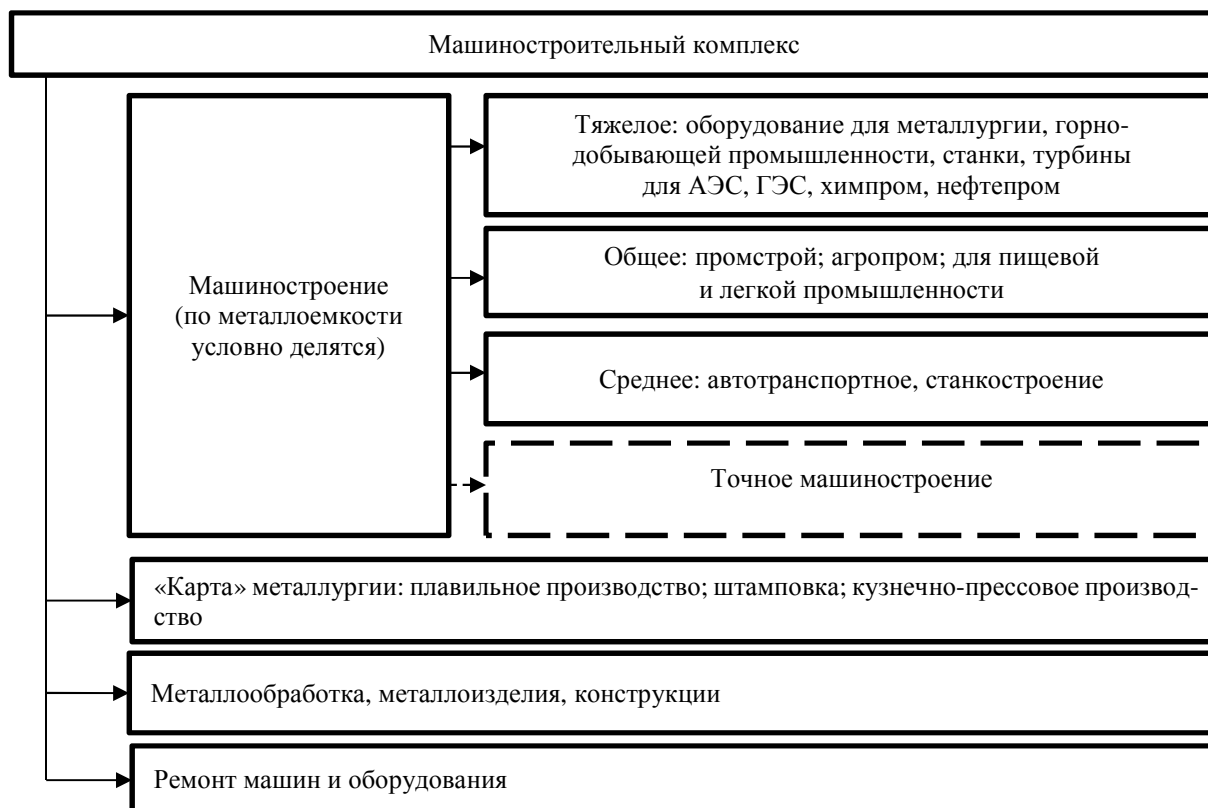 Машиностроительный комплекс
Тяжелое: оборудование для металлургии, горно-
добывающей промышленности, станки, турбины
для АЭС, ГЭС, химпром, нефтепром
Машиностроение
(по металлоемкости
условно делятся)
Общее: промстрой; агропром; для пищевой
и легкой промышленности
Среднее: автотранспортное, станкостроение
Точное машиностроение
«Карта» металлургии: плавильное производство; штамповка; кузнечно-прессовое производ-
ство
Металлообработка, металлоизделия, конструкции
Ремонт машин и оборудования